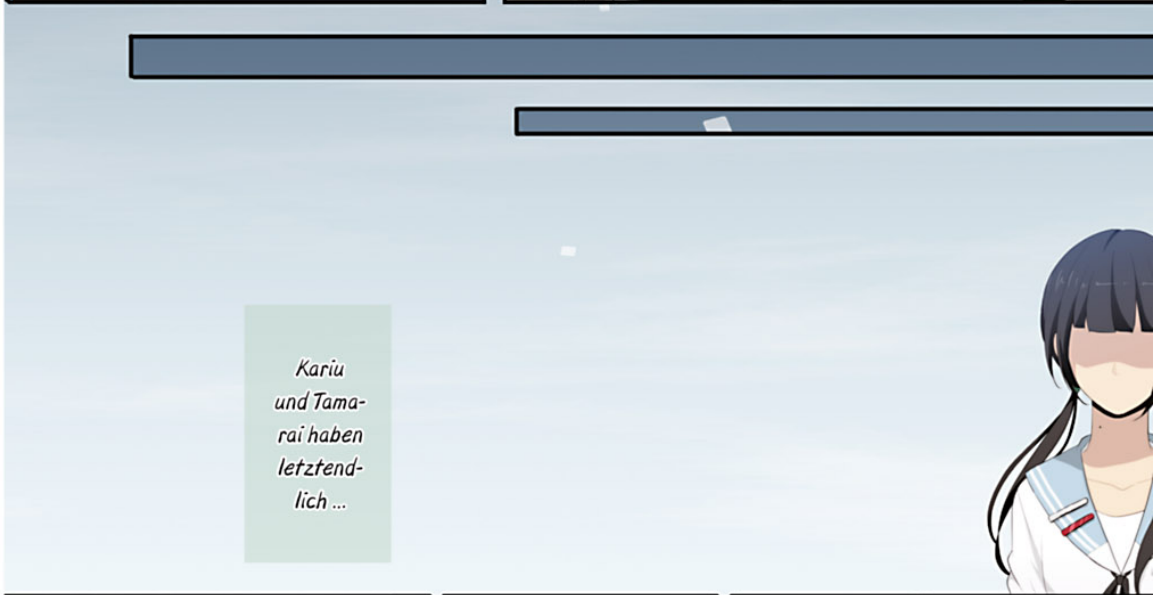 Kariu
und Tama-
rai haben
letztend-
lich ...